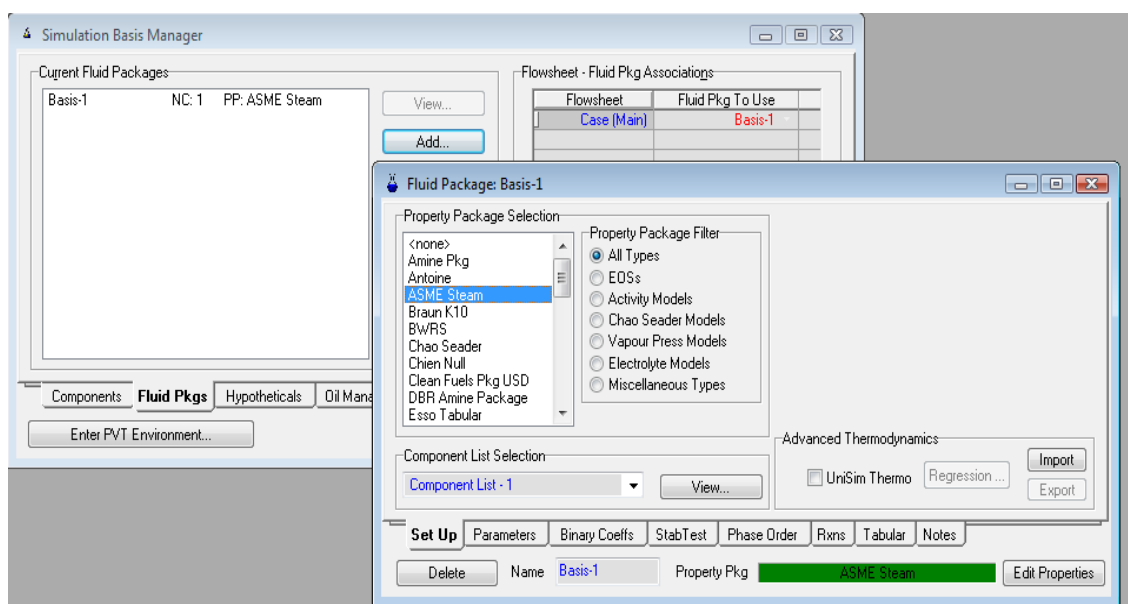 Simulation Basis Manager
Current Fluid Packages
Basis-1 NC: 1 PP: ASME Steam
View...
Add...
Flowsheet - Fluid Pkg Associations
Flowsheet Fluid Pkg To Use
Case (Main) Basis-1
Components Fluid Pkgs Hypotheticals Oil Mana
Enter PVT Environment...
Fluid Package: Basis-1
Property Package Selection
<none>
Amine Pkg
Antoine
ASME Steam
Braun K10
BWRS
Chao Seader
Chien Null
Clean Fuels Pkg USD
DBR Amine Package
Esso Tabular
Property Package Filter
All Types
EOSs
Activity Models
Chao Seader Models
Vapour Press Models
Electrolyte Models
Miscellaneous Types
Component List Selection
Component List - 1 View...
Advanced Thermodynamics
UniSim Thermo Regression ...
Import
Export
Set Up Parameters Binary Coeffs StabTest Phase Order Rxns Tabular Notes
Delete Name Basis-1 Property Pkg ASME Steam Edit Properties